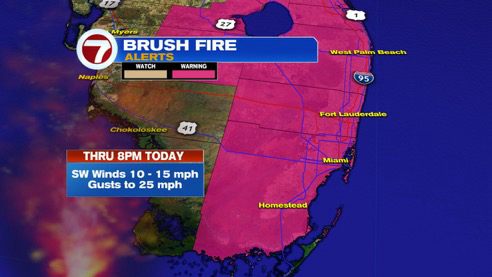 17
27
1
Myers
7
BRUSH FIRE
ALERTS
WATCH
WARNING
West Palm Beach
Naples
95
Fort Lauderdale
Chokoloskee
41
THRU 8PM TODAY
SW Winds 10 - 15 mph
Gusts to 25 mph
Miami
Homestead